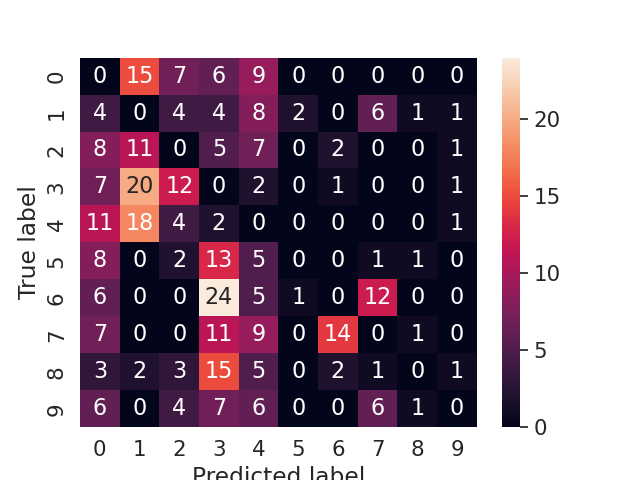 0 0 15 7 6 9 0 0 0 0 0
1 4 0 4 4 8 2 0 6 1 1
2 8 11 0 5 7 0 2 0 0 1
3 7 20 12 0 2 0 1 0 0 1
4 11 18 4 2 0 0 0 0 0 1
5 8 0 2 13 5 0 0 1 1 0
6 6 0 0 24 5 1 0 12 0 0
7 7 0 0 11 9 0 14 0 1 0
8 3 2 3 15 5 0 2 1 0 1
9 6 0 4 7 6 0 0 6 1 0
0 1 2 3 4 5 6 7 8 9
Predicted label
True label
20
15
10
5
0